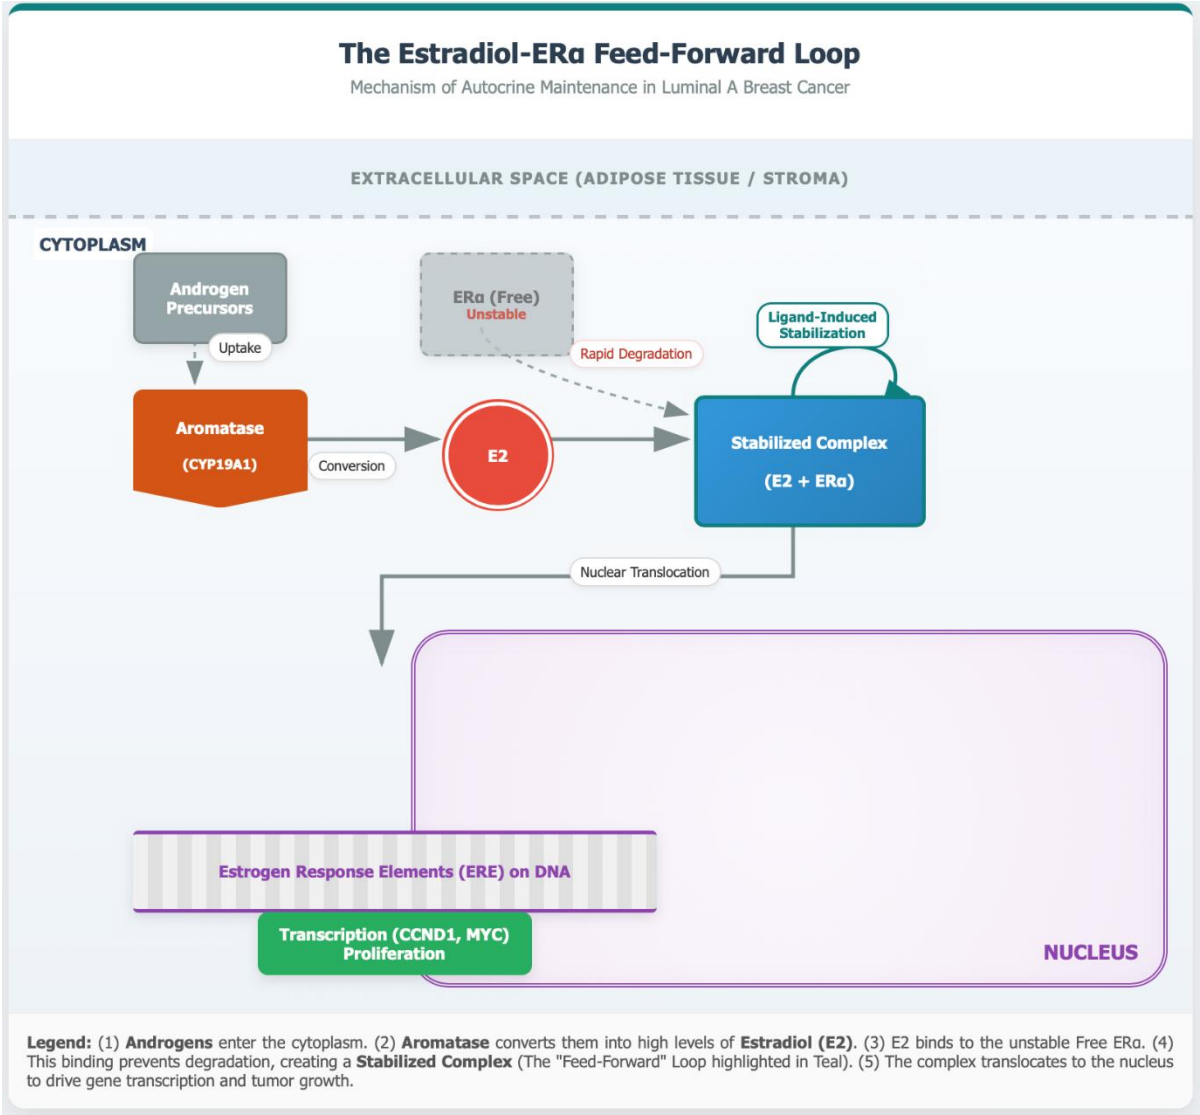 The Estradiol-ERα Feed-Forward Loop
Mechanism of Autocrine Maintenance in Luminal A Breast Cancer
EXTRACELLULAR SPACE (ADIPOSE TISSUE / STROMA)
CYTOPLASM
Androgen
Precursors
Uptake
ERα (Free)
Unstable
Rapid Degradation
Ligand-Induced
Stabilization
Aromatase
(CYP19A1)
Conversion
E2
Stabilized Complex
(E2 + ERα)
Nuclear Translocation
Estrogen Response Elements (ERE) on DNA
Transcription (CCND1, MYC)
Proliferation
NUCLEUS
Legend: (1) Androgens enter the cytoplasm. (2) Aromatase converts them into high levels of Estradiol (E2). (3) E2 binds to the unstable Free ERα. (4)
This binding prevents degradation, creating a Stabilized Complex (The "Feed-Forward" Loop highlighted in Teal). (5) The complex translocates to the nucleus
to drive gene transcription and tumor growth.